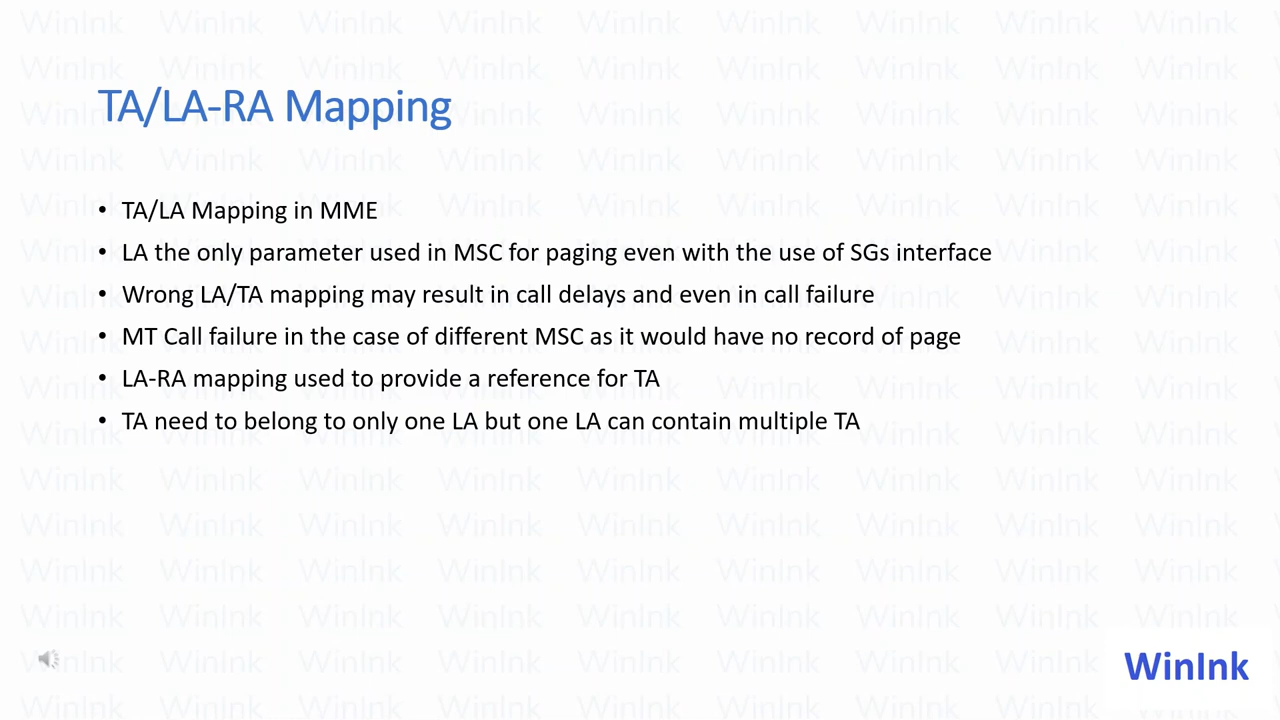 TA/LA-RA Mapping
• TA/LA Mapping in MME
• LA the only parameter used in MSC for paging even with the use of SGs interface
• Wrong LA/TA mapping may result in call delays and even in call failure
• MT Call failure in the case of different MSC as it would have no record of page
• LA-RA mapping used to provide a reference for TA
• TA need to belong to only one LA but one LA can contain multiple TA
WinInk